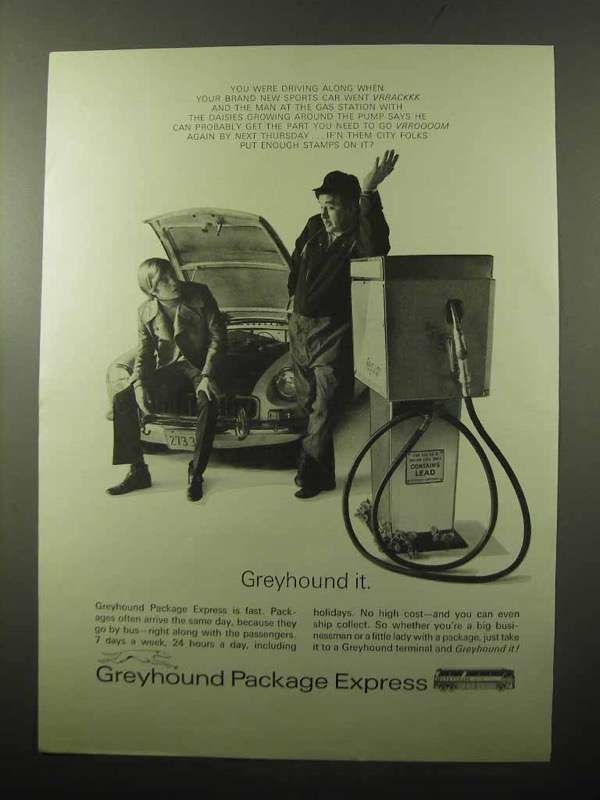 YOU WERE DRIVING ALONG WHEN
YOUR BRAND NEW SPORTS CAR WENT VRRACKKK
AND THE MAN AT THE GAS STATION WITH
THE DAISIES GROWING AROUND THE PUMP SAYS HE
CAN PROBABLY GET THE PART YOU NEED TO GO VRROOOOM
AGAIN BY NEXT THURSDAY . . . IF'N THEM CITY FOLKS
PUT ENOUGH STAMPS ON IT?
CONTAINS
LEAD
Greyhound it.
Greyhound Package Express is fast. Pack-
ages often arrive the same day, because they
go by bus—right along with the passengers.
7 days a week, 24 hours a day, including
holidays. No high cost—and you can even
ship collect. So whether you're a big busi-
nessman or a little lady with a package, just take
it to a Greyhound terminal and Greyhound it!
Greyhound Package Express